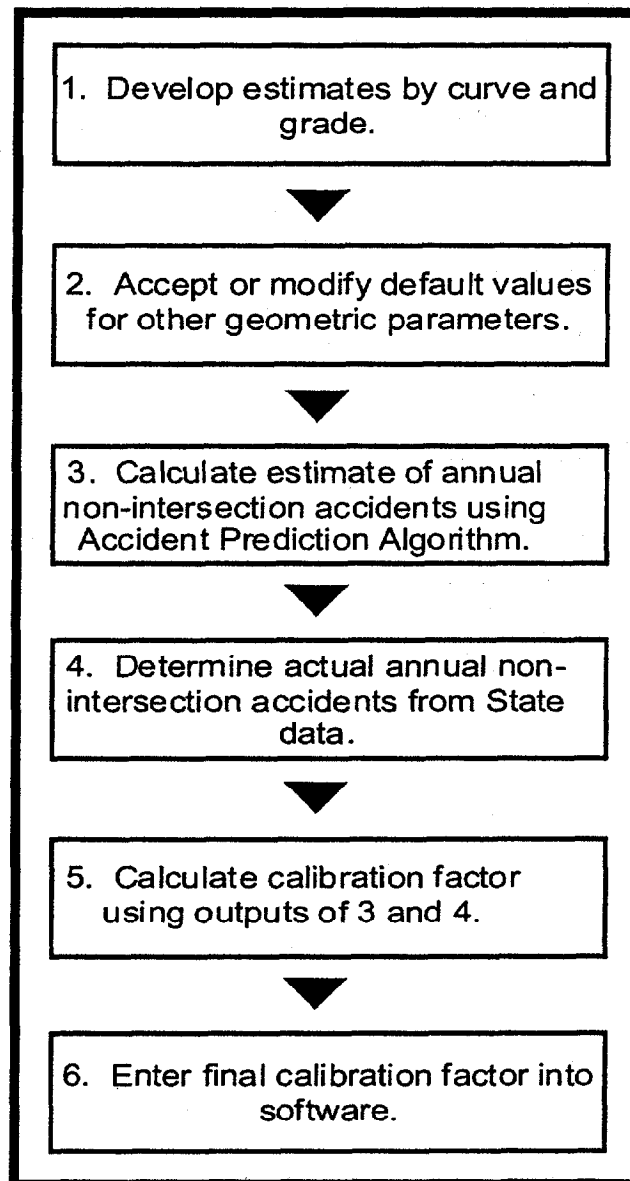 1. Develop estimates by curve and
grade.
2. Accept or modify default values
for other geometric parameters.
3. Calculate estimate of annual
non-intersection accidents using
Accident Prediction Algorithm.
4. Determine actual annual non-
intersection accidents from State
data.
5. Calculate calibration factor
using outputs of 3 and 4.
6. Enter final calibration factor into
software.